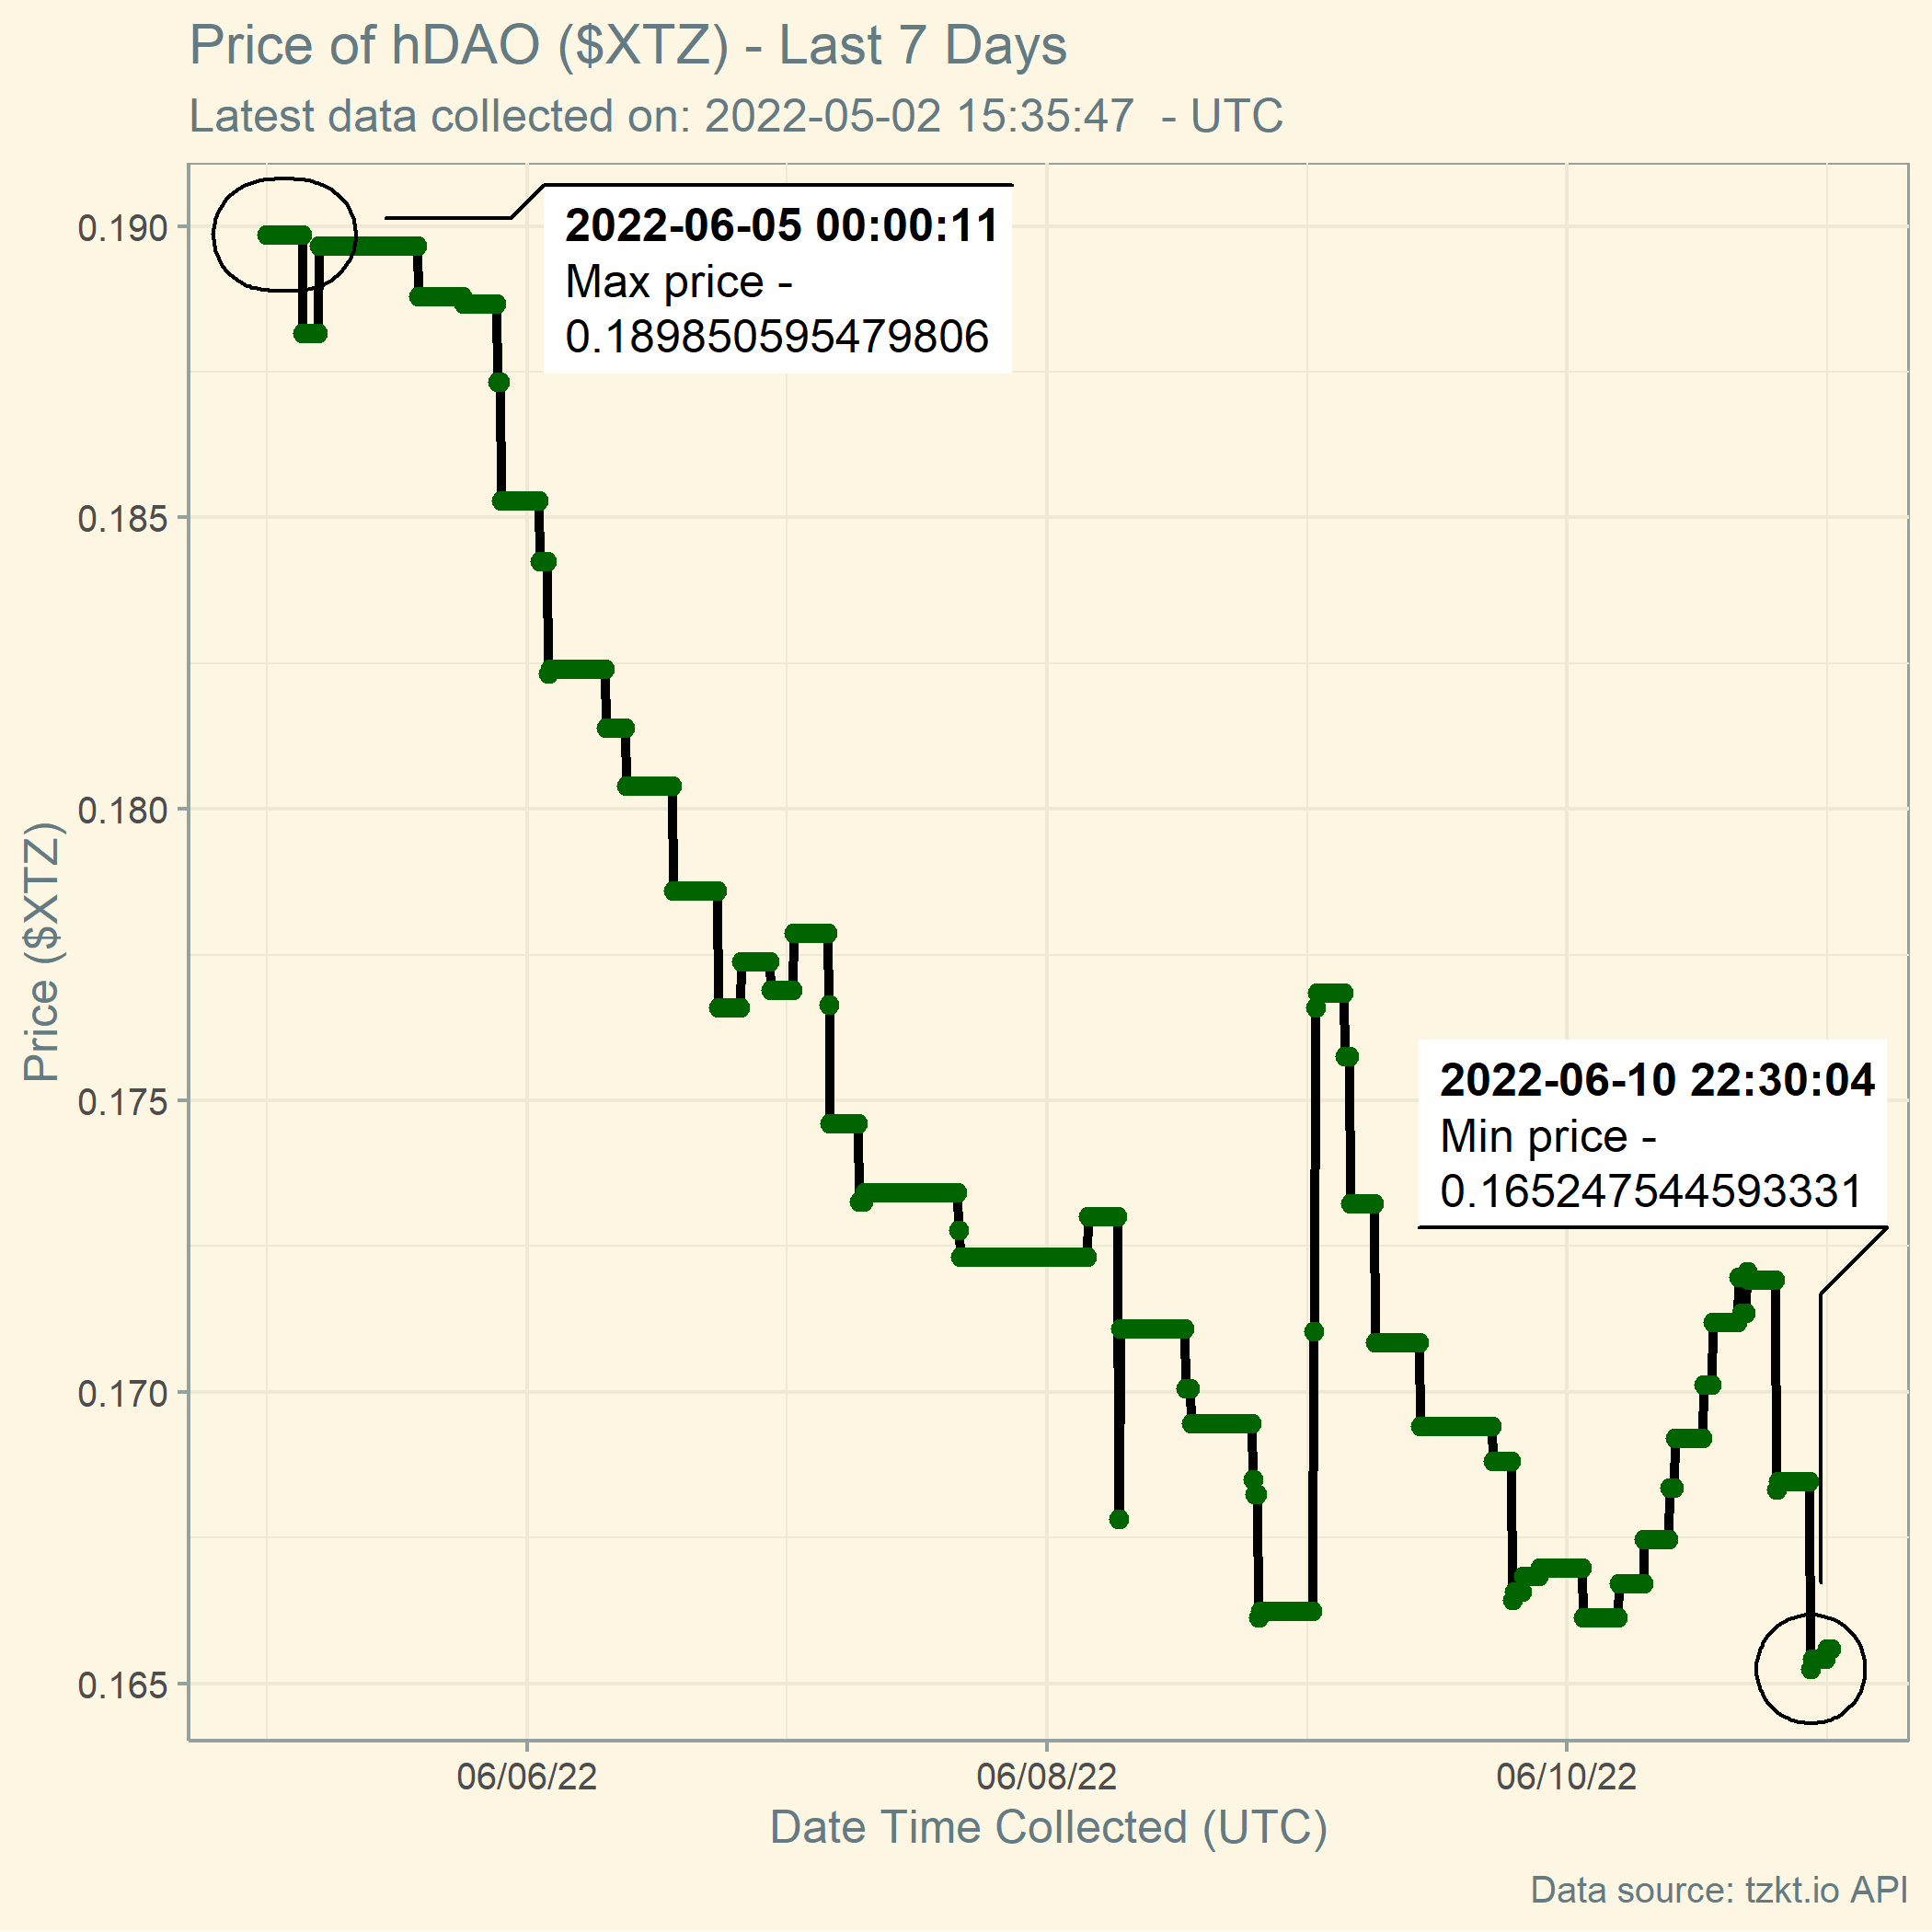 Price of hDAO ($XTZ) - Last 7 Days
Latest data collected on: 2022-05-02 15:35:47  - UTC
2022-06-05 00:00:11
Max price -
0.189850595479806
2022-06-10 22:30:04
Min price -
0.165247544593331
0.190
0.185
0.180
0.175
0.170
0.165
Price ($XTZ)
06/06/22
06/08/22
06/10/22
Date Time Collected (UTC)
Data source: tzkt.io API